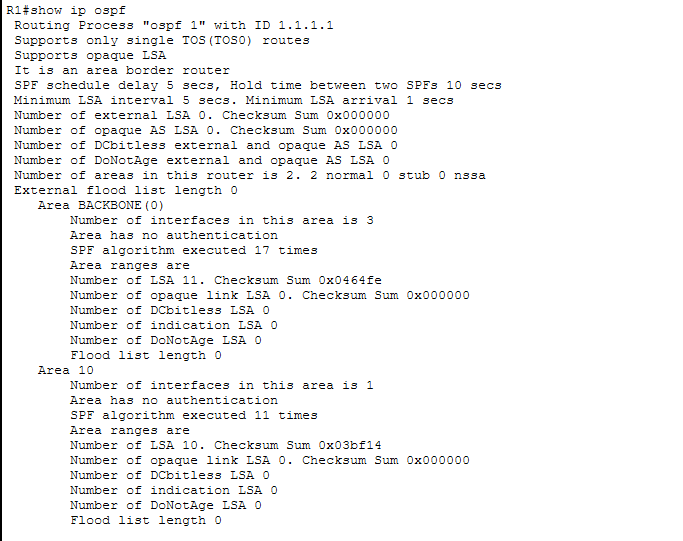 R1#show ip ospf
Routing Process "ospf 1" with ID 1.1.1.1
Supports only single TOS(TOS0) routes
Supports opaque LSA
It is an area border router
SPF schedule delay 5 secs, Hold time between two SPFs 10 secs
Minimum LSA interval 5 secs. Minimum LSA arrival 1 secs
Number of external LSA 0. Checksum Sum 0x000000
Number of opaque AS LSA 0. Checksum Sum 0x000000
Number of DCbitless external and opaque AS LSA 0
Number of DoNotAge external and opaque AS LSA 0
Number of areas in this router is 2. 2 normal 0 stub 0 nssa
External flood list length 0
Area BACKBONE(0)
Number of interfaces in this area is 3
Area has no authentication
SPF algorithm executed 17 times
Area ranges are
Number of LSA 11. Checksum Sum 0x0464fe
Number of opaque link LSA 0. Checksum Sum 0x000000
Number of DCbitless LSA 0
Number of indication LSA 0
Number of DoNotAge LSA 0
Flood list length 0
Area 10
Number of interfaces in this area is 1
Area has no authentication
SPF algorithm executed 11 times
Area ranges are
Number of LSA 10. Checksum Sum 0x03bf14
Number of opaque link LSA 0. Checksum Sum 0x000000
Number of DCbitless LSA 0
Number of indication LSA 0
Number of DoNotAge LSA 0
Flood list length 0